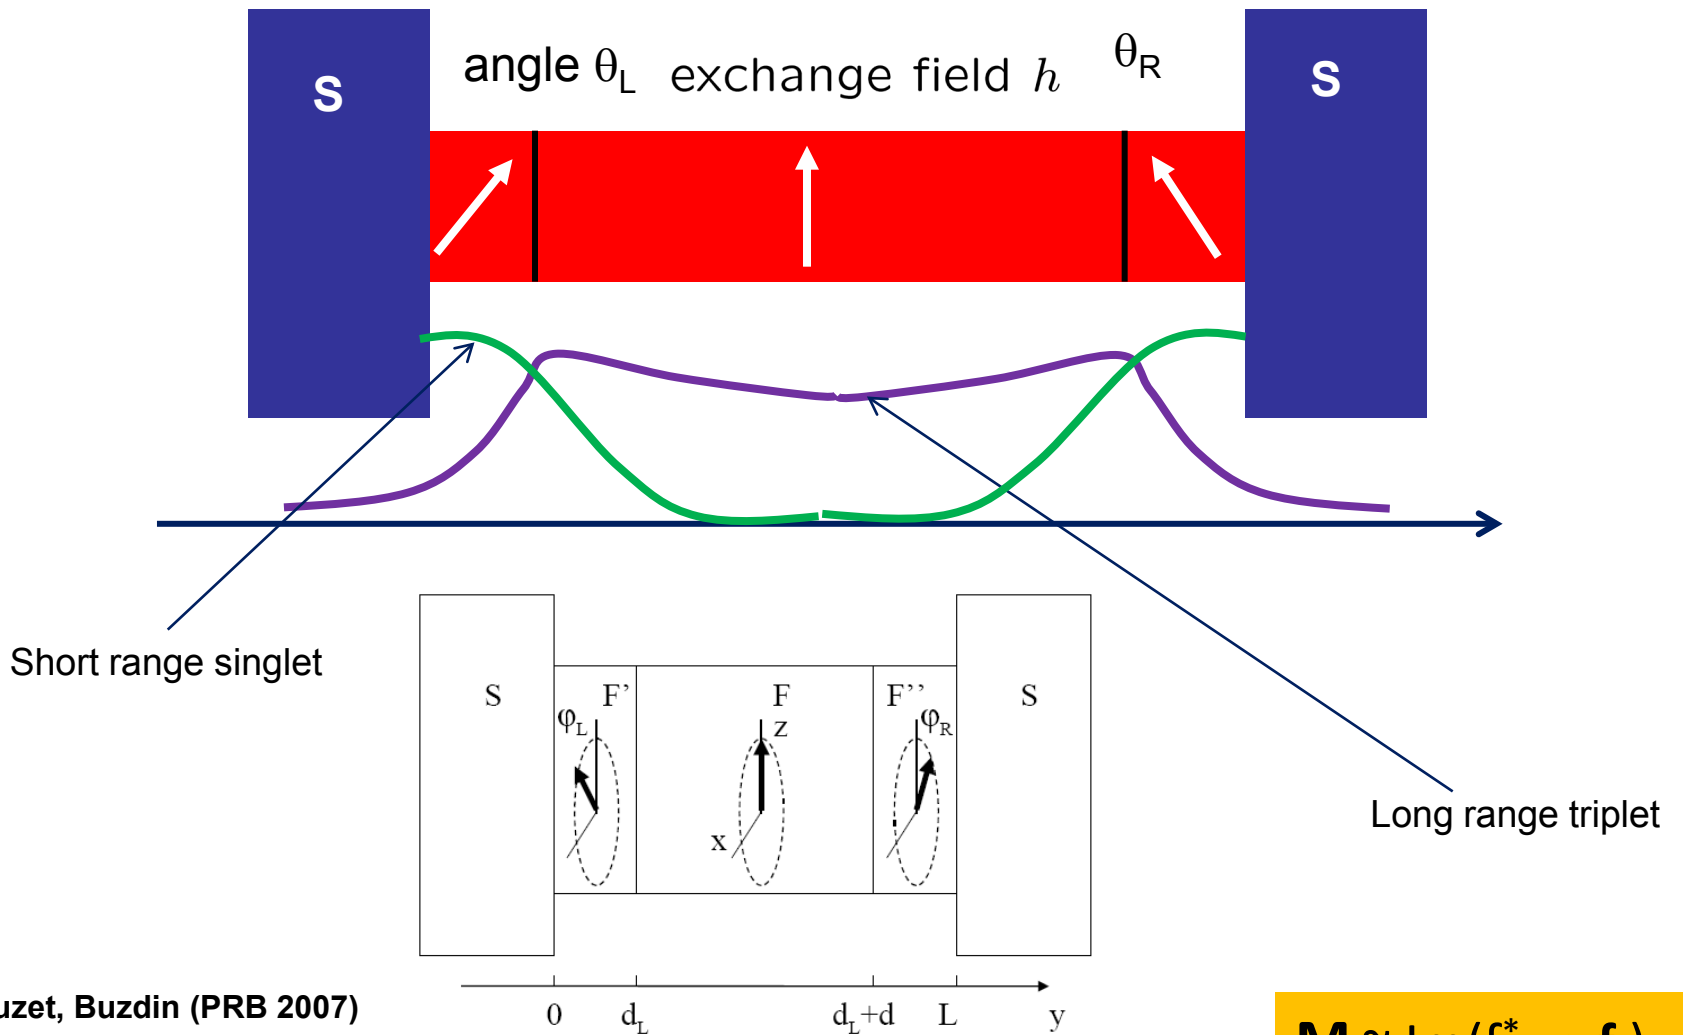 S angle θL exchange field h θR S
Short range singlet
Long range triplet
S F' F F'' S
φL z φR
x
Buzdin (PRB 2007)
0 dL dL+d L y